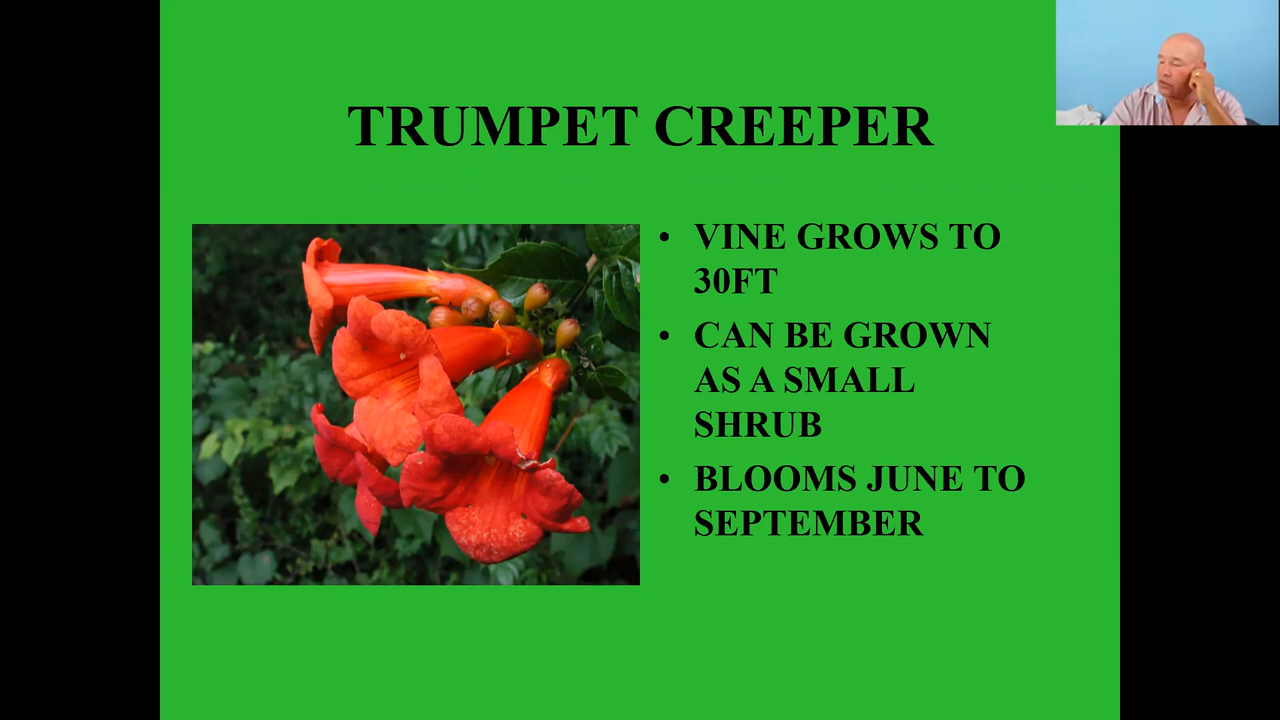 TRUMPET CREEPER
• VINE GROWS TO
30FT
• CAN BE GROWN
AS A SMALL
SHRUB
• BLOOMS JUNE TO
SEPTEMBER